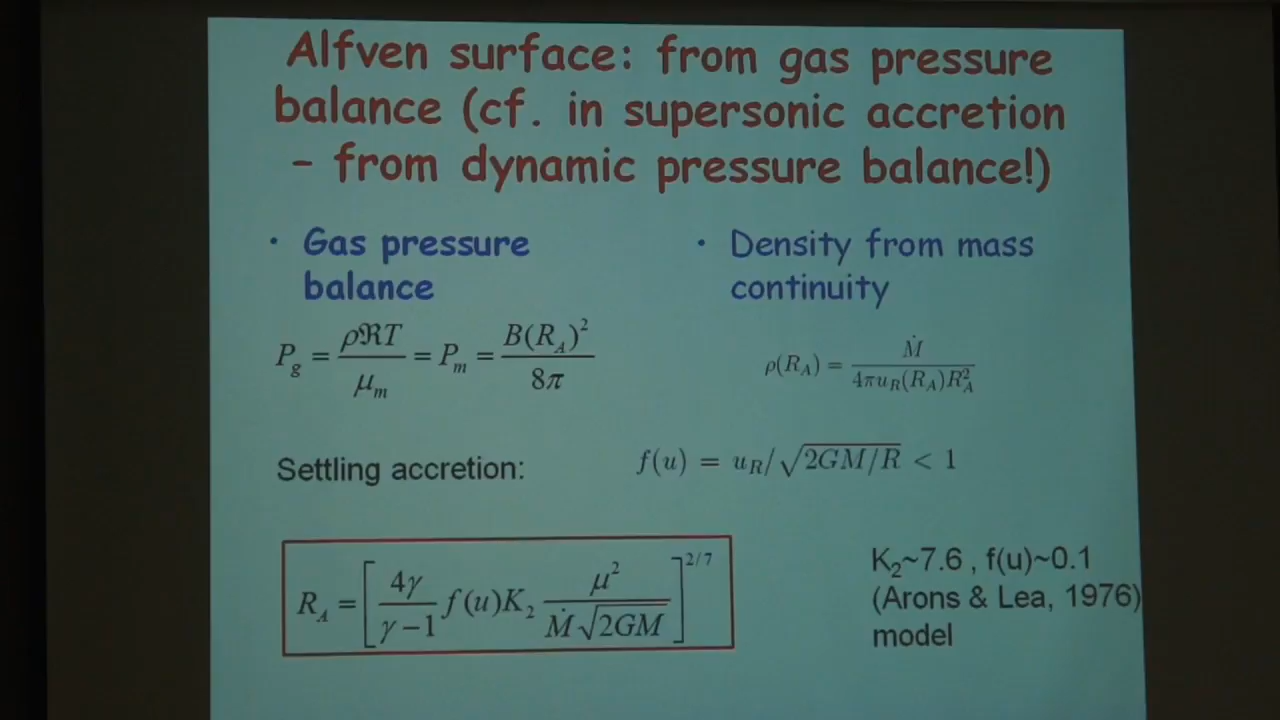 Alfven surface: from gas pressure
balance (cf. in supersonic accretion
– from dynamic pressure balance!)
• Gas pressure
balance
P_g = ρℜT/μ_m = P_m = B(R_A)²/8π
• Density from mass
continuity
ρ(R_A) = Ṁ/4πu_R(R_A)R_A²
Settling accretion:
f(u) = u_R/√(2GM/R) < 1
R_A = [4γ/(γ−1) f(u)K₂ μ²/(Ṁ√(2GM))]^(2/7)
K₂~7.6 , f(u)~0.1
(Arons & Lea, 1976)
model